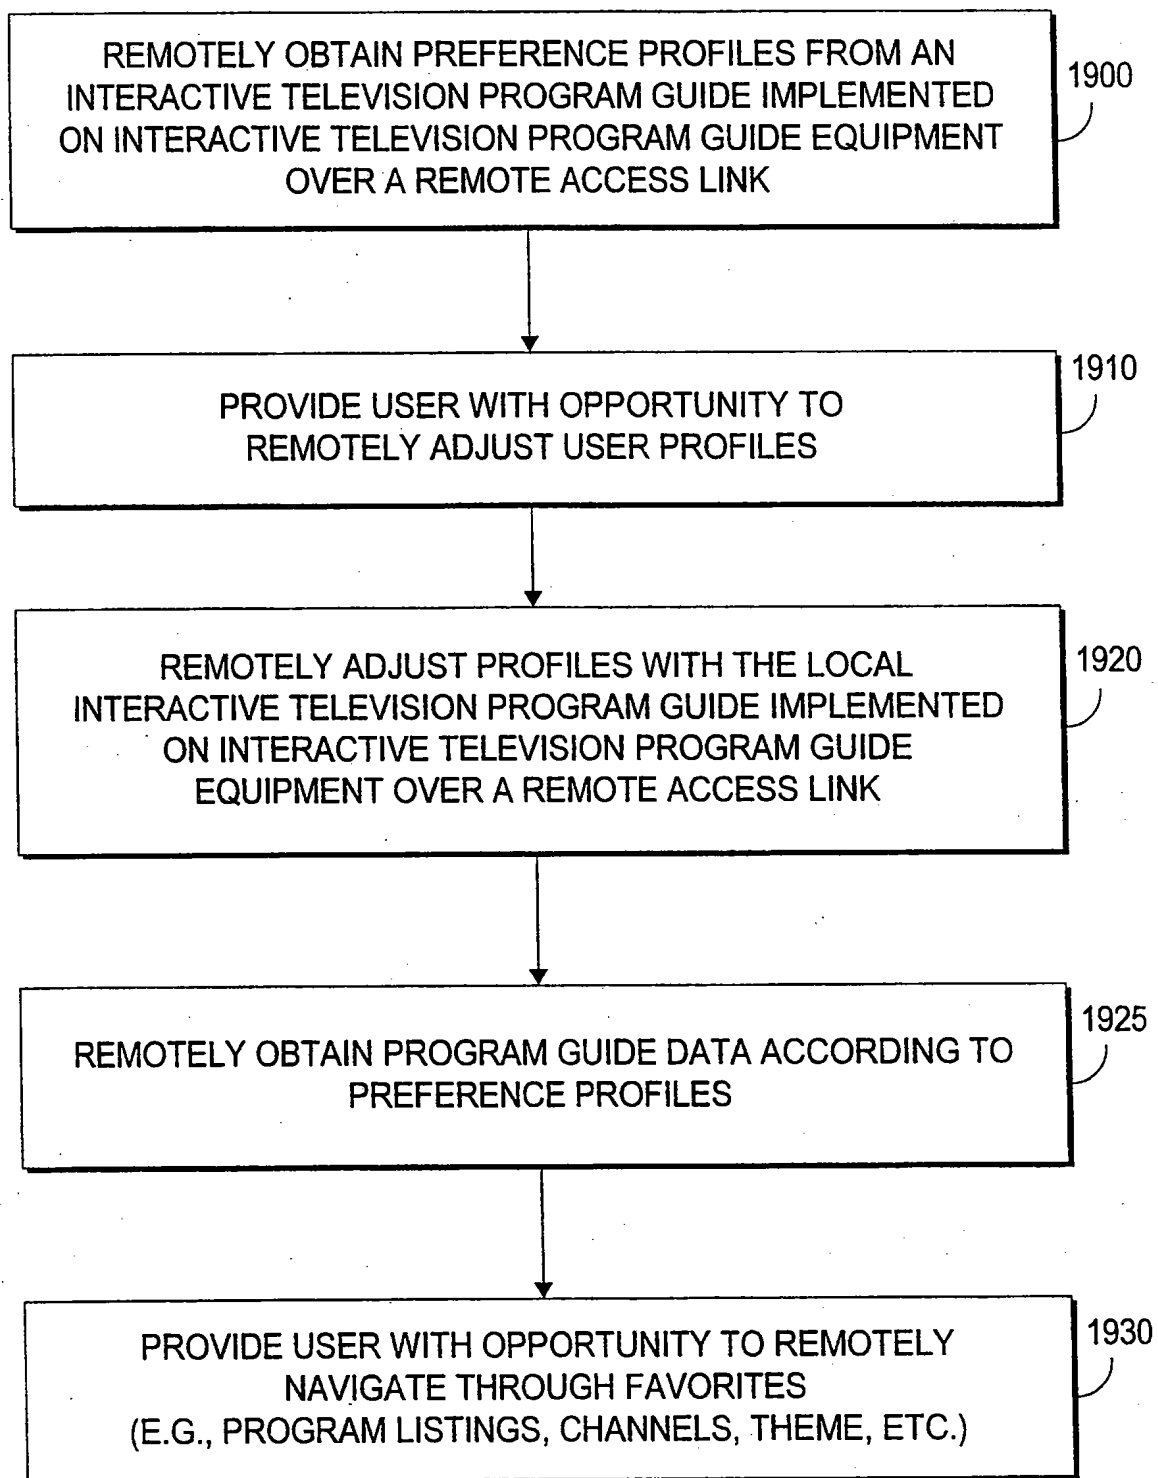 REMOTELY OBTAIN PREFERENCE PROFILES FROM AN
INTERACTIVE TELEVISION PROGRAM GUIDE IMPLEMENTED
ON INTERACTIVE TELEVISION PROGRAM GUIDE EQUIPMENT
OVER A REMOTE ACCESS LINK
1900
PROVIDE USER WITH OPPORTUNITY TO
REMOTELY ADJUST USER PROFILES
1910
REMOTELY ADJUST PROFILES WITH THE LOCAL
INTERACTIVE TELEVISION PROGRAM GUIDE IMPLEMENTED
ON INTERACTIVE TELEVISION PROGRAM GUIDE
EQUIPMENT OVER A REMOTE ACCESS LINK
1920
REMOTELY OBTAIN PROGRAM GUIDE DATA ACCORDING TO
PREFERENCE PROFILES
1925
PROVIDE USER WITH OPPORTUNITY TO REMOTELY
NAVIGATE THROUGH FAVORITES
(E.G., PROGRAM LISTINGS, CHANNELS, THEME, ETC.)
1930